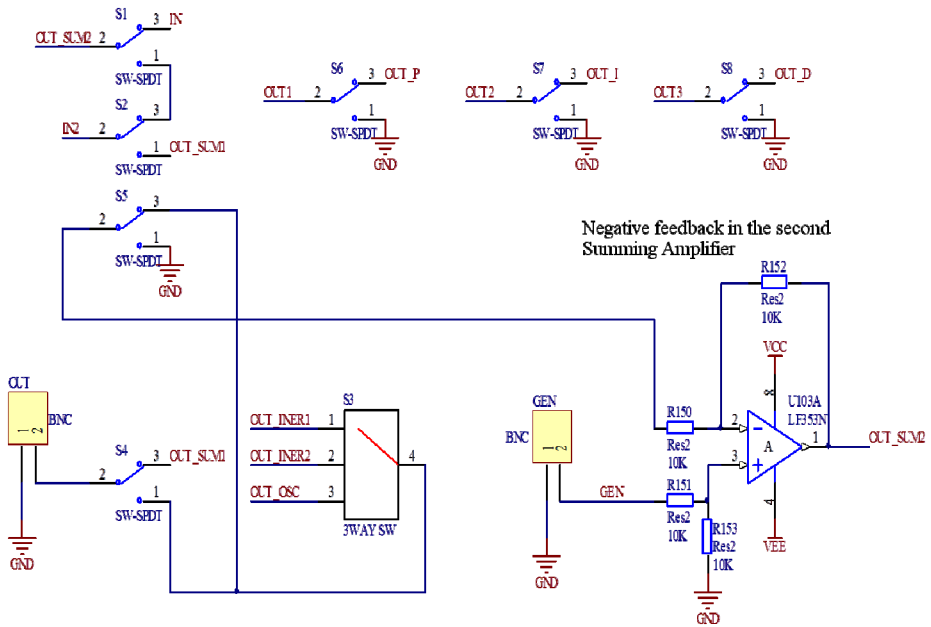 S1
3 IN
OUT_SUM2 2
1
SW-SPDT
S2
3
IN2 2
1 OUT_SUM1
SW-SPDT
S6
3 OUT_P
OUT1 2
1
SW-SPDT
GND
S7
3 OUT_I
OUT2 2
1
SW-SPDT
GND
S8
3 OUT_D
OUT3 2
1
SW-SPDT
GND
S5
3
2
1
SW-SPDT
GND
Negative feedback in the second
Summing Amplifier
R152
Res2
10K
VCC
8
U103A
LF353N
R150
2
Res2
10K
A
1 OUT_SUM2
3
R151
GEN
Res2
10K
4
VEE
R153
Res2
10K
GND
OUT
BNC
1 2
GND
S4
3 OUT_SUM1
2
1
SW-SPDT
S3
OUT_INER1 1
OUT_INER2 2
4
OUT_OSC 3
3WAY SW
GEN
BNC
1 2
GND